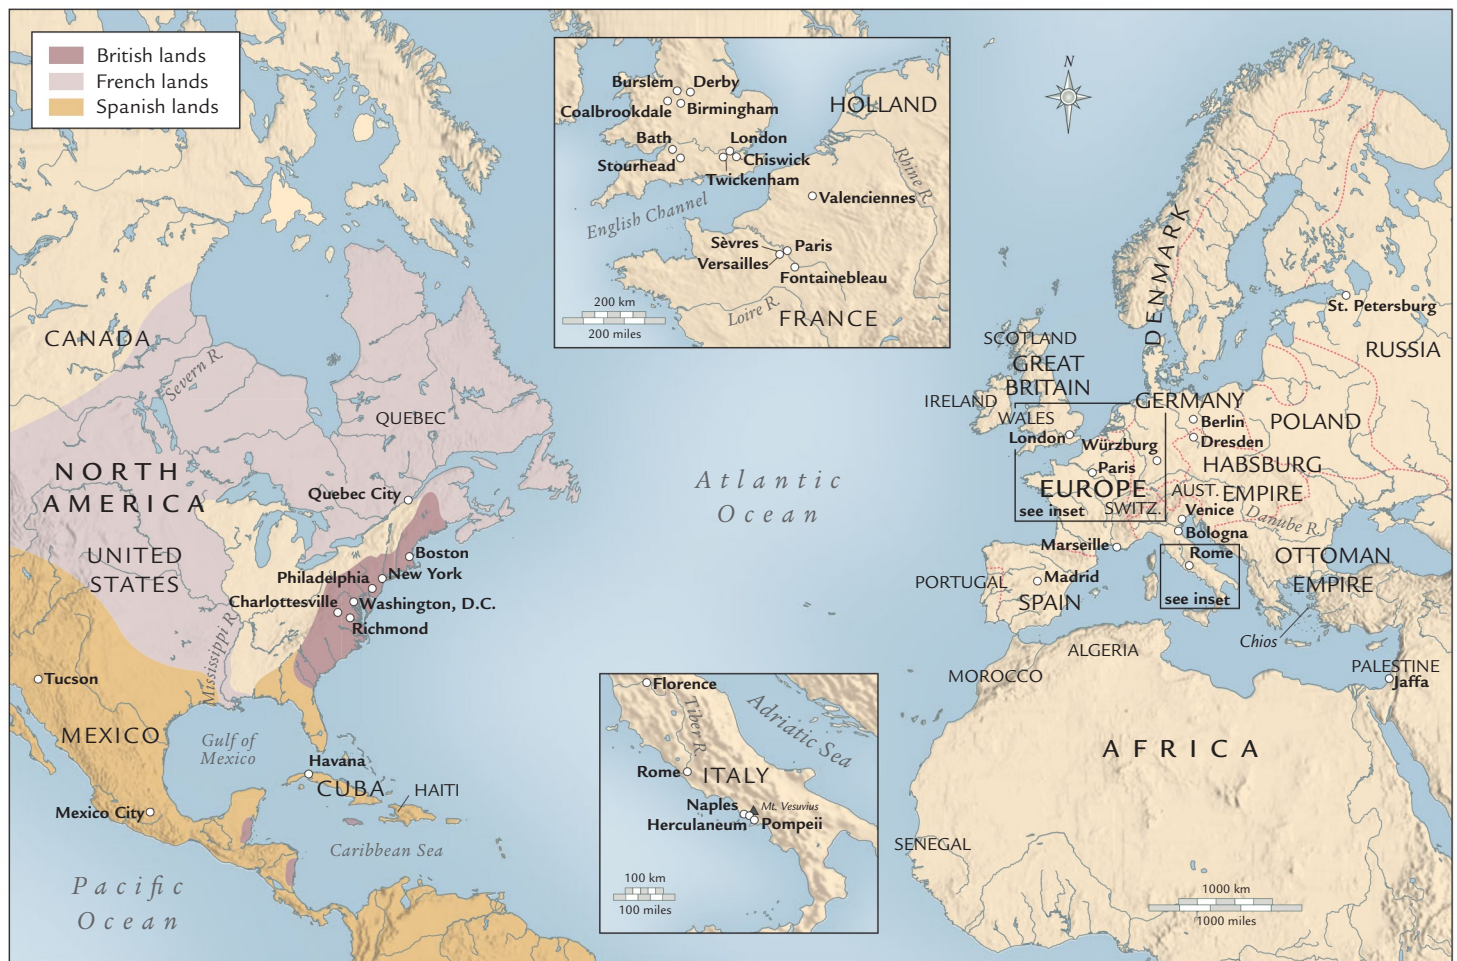 British lands
French lands
Spanish lands
CANADA
Severn R.
QUEBEC
NORTH
AMERICA
Quebec City
UNITED
STATES
Boston
New York
Philadelphia
Charlottesville
Washington, D.C.
Richmond
Mississippi R.
Tucson
MEXICO
Gulf of
Mexico
Havana
CUBA
HAITI
Mexico City
Caribbean Sea
Pacific
Ocean
Atlantic
Ocean
Burslem
Derby
Coalbrookdale
Birmingham
HOLLAND
Bath
London
Stourhead
Chiswick
Twickenham
Rhine R.
English Channel
Valenciennes
Sèvres
Paris
Versailles
Fontainebleau
200 km
200 miles
Loire R.
FRANCE
N
DENMARK
St. Petersburg
RUSSIA
SCOTLAND
GREAT
BRITAIN
IRELAND
WALES
London
GERMANY
Berlin
Dresden
POLAND
Würzburg
Paris
HABSBURG
EMPIRE
EUROPE
see inset
AUST.
SWITZ.
Venice
Danube R.
Bologna
Marseille
Rome
see inset
OTTOMAN
EMPIRE
PORTUGAL
Madrid
SPAIN
Chios
ALGERIA
MOROCCO
PALESTINE
Jaffa
AFRICA
SENEGAL
1000 km
1000 miles
Florence
Tiber R.
Adriatic Sea
Rome
ITALY
Naples
Mt. Vesuvius
Herculaneum
Pompeii
100 km
100 miles